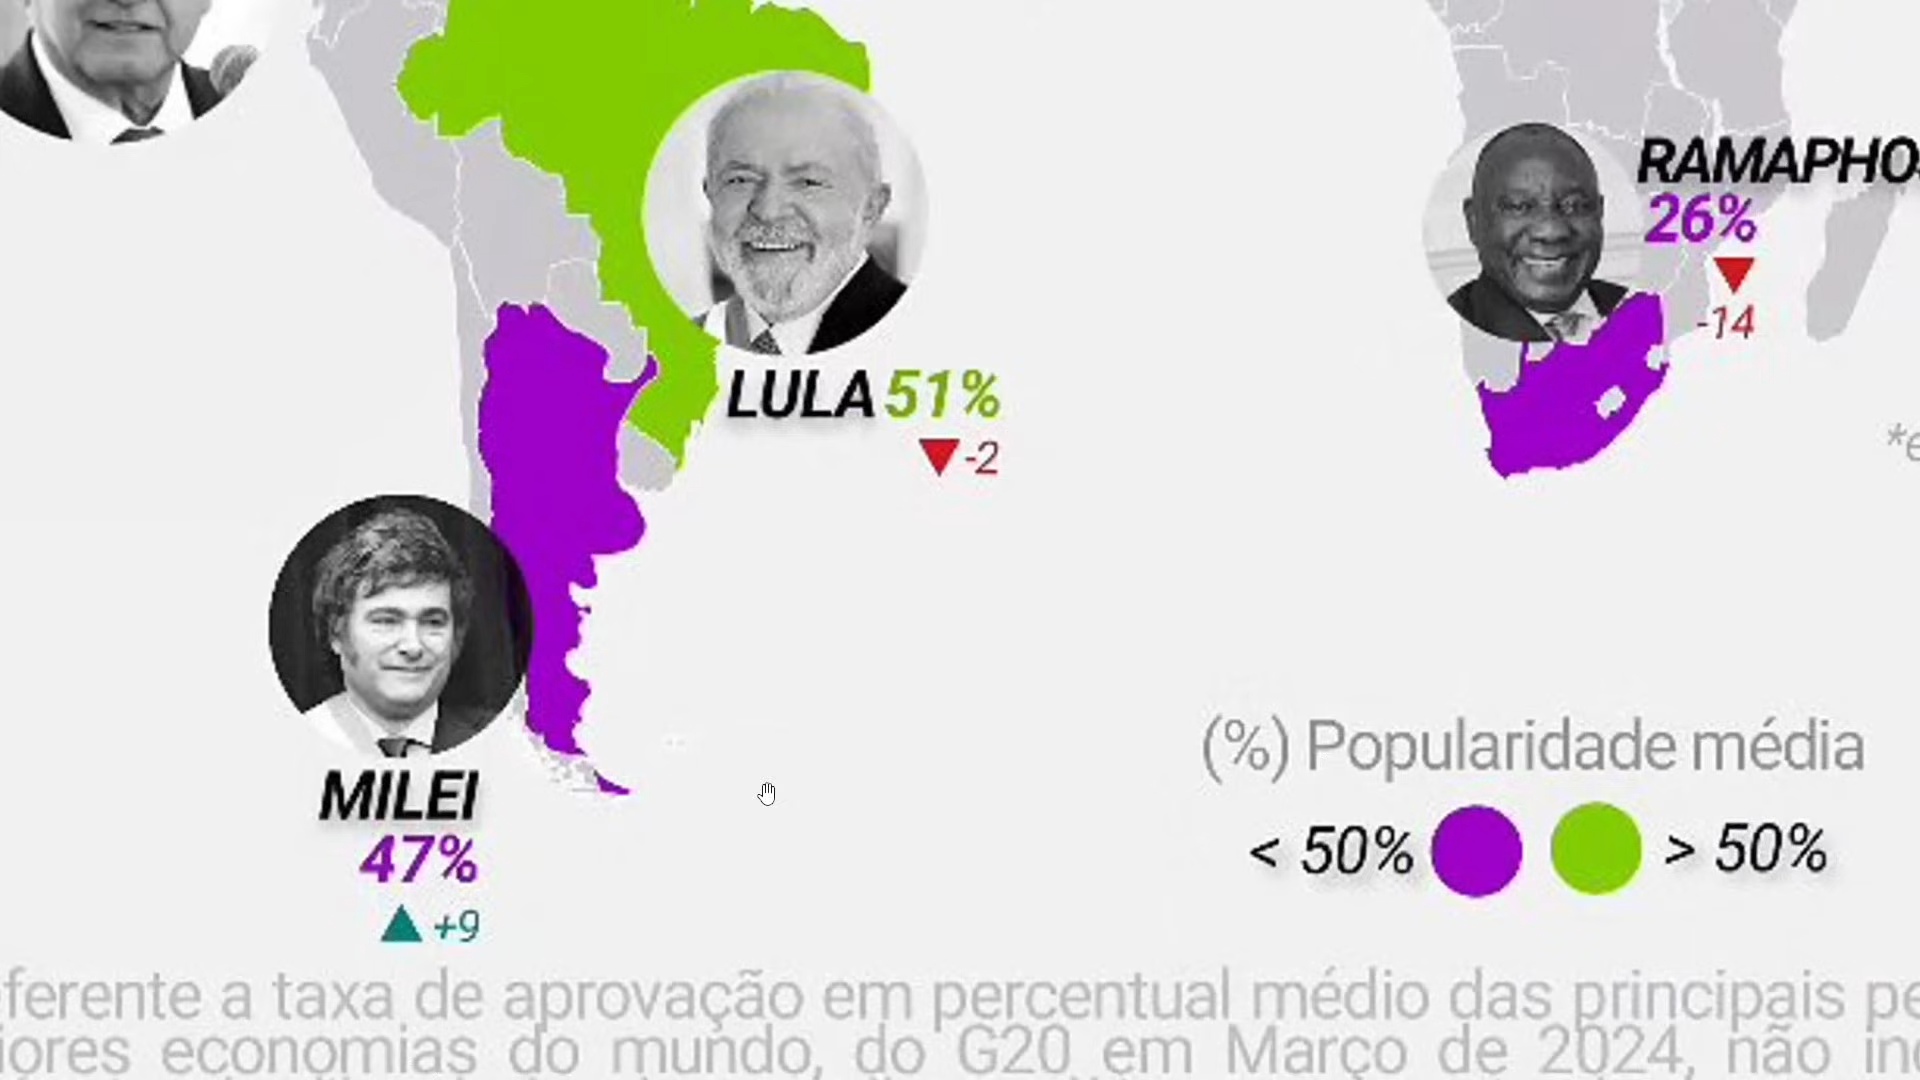 RAMAPHOS
26%
-14
LULA 51%
-2
MILEI
47%
+9
(%) Popularidade média
< 50% > 50%
ferente a taxa de aprovação em percentual médio das principais pe
iores economias do mundo, do G20 em Março de 2024, não in